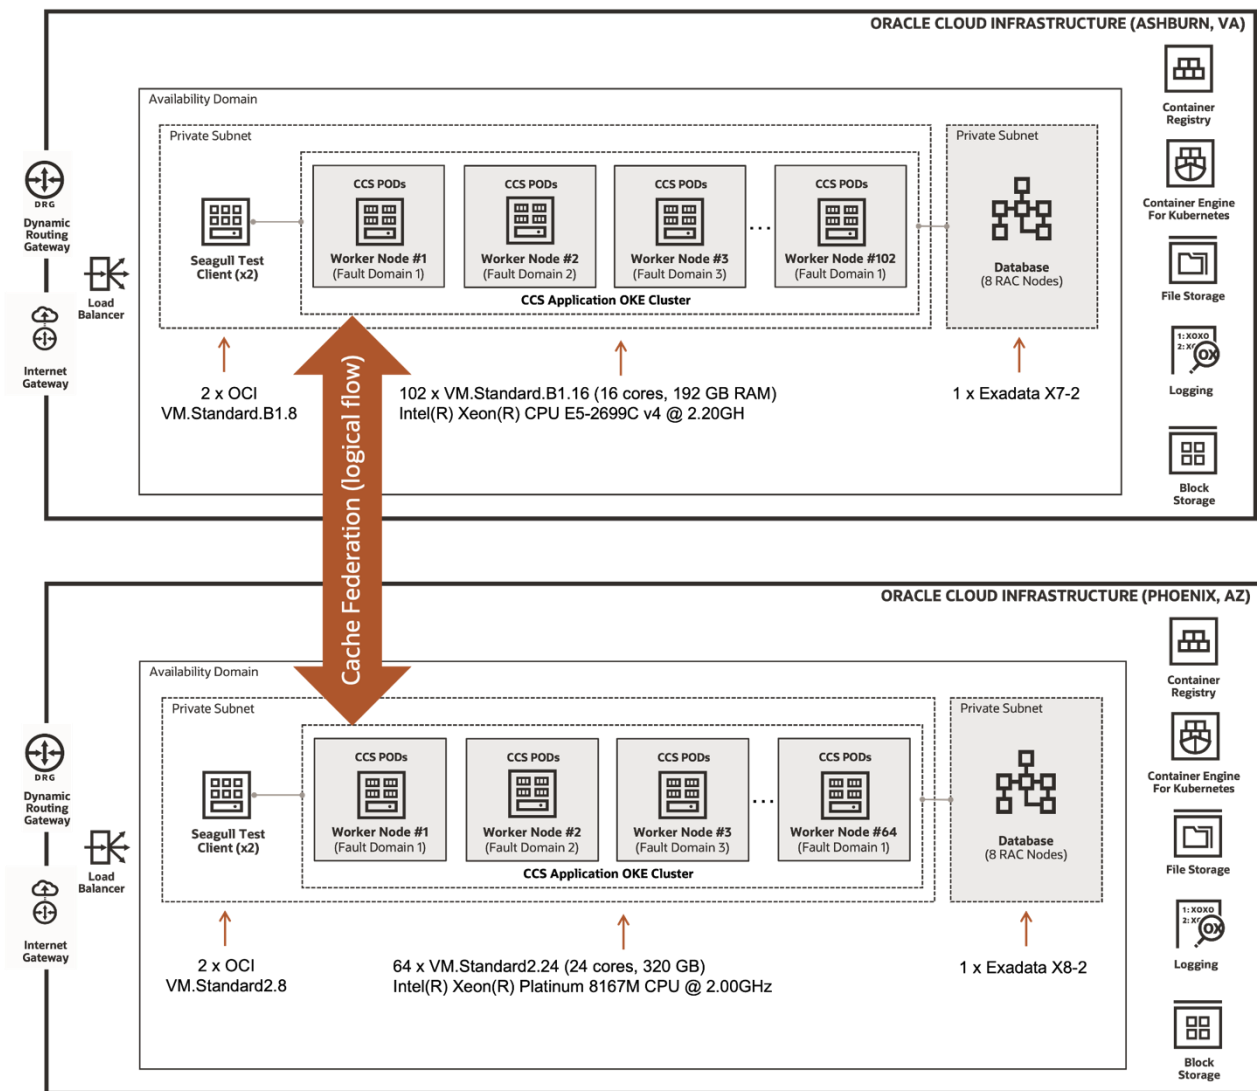 ORACLE CLOUD INFRASTRUCTURE (ASHBURN, VA)
Availability Domain
Private Subnet
Private Subnet
CCS PODs
CCS PODs
CCS PODs
CCS PODs
Worker Node #1
(Fault Domain 1)
Worker Node #2
(Fault Domain 2)
Worker Node #3
(Fault Domain 3)
...
Worker Node #102
(Fault Domain 1)
CCS Application OKE Cluster
Seagull Test
Client (x2)
Database
(8 RAC Nodes)
DRG
Dynamic
Routing
Gateway
Load
Balancer
Internet
Gateway
2 x OCI
VM.Standard.B1.8
102 x VM.Standard.B1.16 (16 cores, 192 GB RAM)
Intel(R) Xeon(R) CPU E5-2699C v4 @ 2.20GH
1 x Exadata X7-2
Container
Registry
Container Engine
For Kubernetes
File Storage
1: XOXO
2: X
OX
Logging
Block
Storage
Cache Federation (logical flow)
ORACLE CLOUD INFRASTRUCTURE (PHOENIX, AZ)
Availability Domain
Private Subnet
Private Subnet
CCS PODs
CCS PODs
CCS PODs
CCS PODs
Worker Node #1
(Fault Domain 1)
Worker Node #2
(Fault Domain 2)
Worker Node #3
(Fault Domain 3)
...
Worker Node #64
(Fault Domain 1)
CCS Application OKE Cluster
Seagull Test
Client (x2)
Database
(8 RAC Nodes)
DRG
Dynamic
Routing
Gateway
Load
Balancer
Internet
Gateway
2 x OCI
VM.Standard2.8
64 x VM.Standard2.24 (24 cores, 320 GB)
Intel(R) Xeon(R) Platinum 8167M CPU @ 2.00GHz
1 x Exadata X8-2
Container
Registry
Container Engine
For Kubernetes
File Storage
1: XOXO
2: X
OX
Logging
Block
Storage